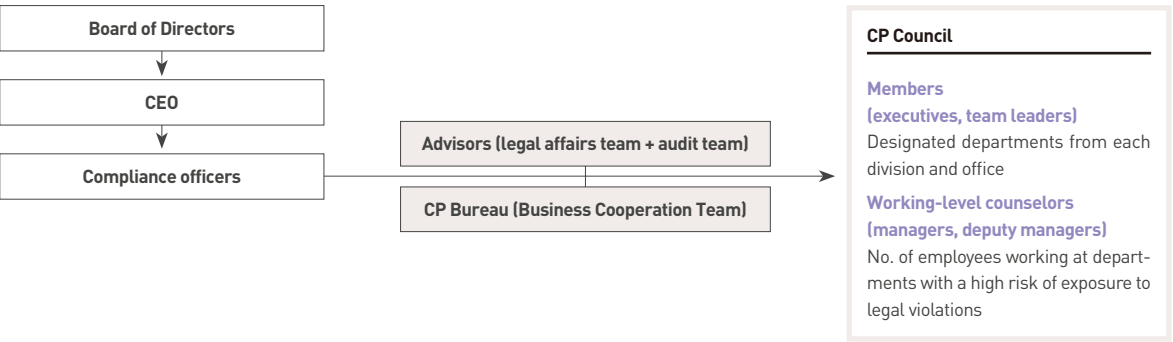 Board of Directors
CEO
Compliance officers
Advisors (legal affairs team + audit team)
CP Bureau (Business Cooperation Team)
CP Council
Members
(executives, team leaders)
Designated departments from each
division and office
Working-level counselors
(managers, deputy managers)
No. of employees working at depart-
ments with a high risk of exposure to
legal violations